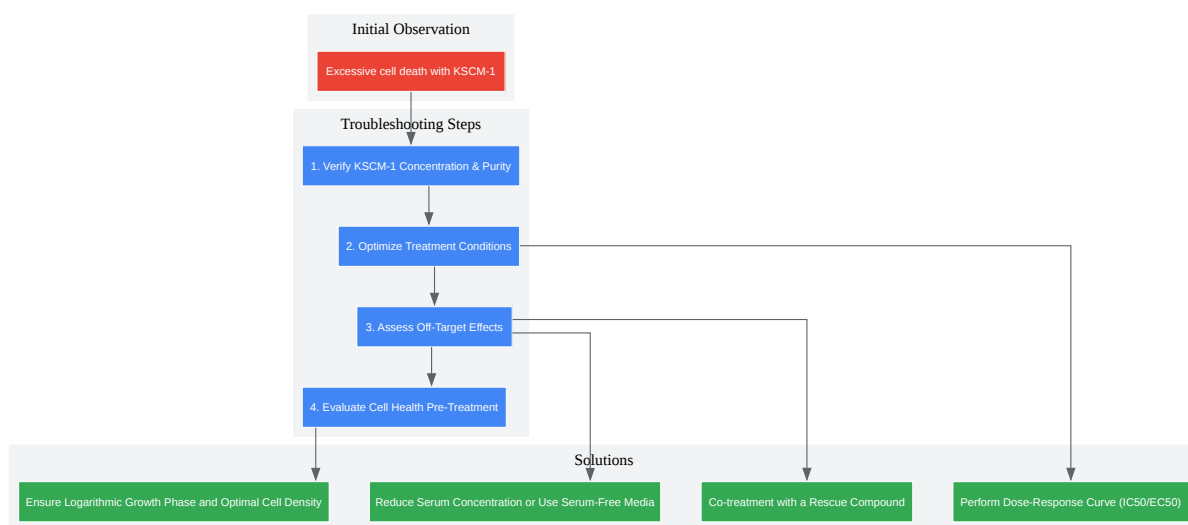 Initial Observation
Excessive cell death with KSCM-1
Troubleshooting Steps
1. Verify KSCM-1 Concentration & Purity
2. Optimize Treatment Conditions
3. Assess Off-Target Effects
4. Evaluate Cell Health Pre-Treatment
Solutions
Ensure Logarithmic Growth Phase and Optimal Cell Density
Reduce Serum Concentration or Use Serum-Free Media
Co-treatment with a Rescue Compound
Perform Dose-Response Curve (IC50/EC50)